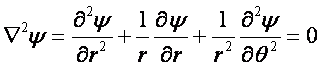 ∇²ψ = ∂²ψ/∂r² + 1/r ∂ψ/∂r + 1/r² ∂²ψ/∂θ² = 0